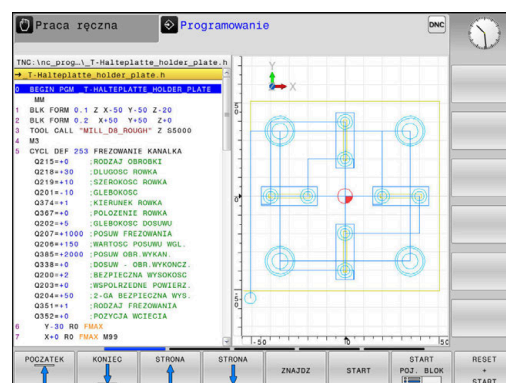 Praca ręczna
Programowanie
DNC
TNC:\nc_prog…\_T-Halteplatte_holder_plate.h
→_T-Halteplatte_holder_plate.h
0 BEGIN PGM _T-HALTEPLATTE_HOLDER_PLATE
MM
1 BLK FORM 0.1 Z X-50 Y-50 Z-20
2 BLK FORM 0.2 X+50 Y+50 Z+0
3 TOOL CALL "MILL_D8_ROUGH" Z S5000
4 M3
5 CYCL DEF 253 FREZOWANIE KANALKA
Q215=+0 ;RODZAJ OBROBKI
Q218=+30 ;DLUGOSC ROWKA
Q219=+10 ;SZEROKOSC ROWKA
Q201=-10 ;GLEBOKOSC
Q374=+1 ;KIERUNEK ROWKA
Q367=+0 ;POLOZENIE ROWKA
Q202=+5 ;GLEBOKOSC DOSUWU
Q207=+1000 ;POSUW FREZOWANIA
Q206=+150 ;WARTOSC POSUWU WGL.
Q385=+2000 ;POSUW OBR.WYKAN.
Q338=+0 ;DOSUW - OBR.WYKONCZ.
Q200=+2 ;BEZPIECZNA WYSOKOSC
Q203=+0 ;WSPOLRZEDNE POWIERZ.
Q204=+50 ;2-GA BEZPIECZNA WYS.
Q351=+1 ;RODZAJ FREZOWANIA
Q352=+0 ;POZYCJA WCIECIA
6 Y-30 R0 FMAX
7 X+0 R0 FMAX M99
Y
X
50
0
-50
-50
0
50
POCZATEK
KONIEC
STRONA
STRONA
ZNAJDZ
START
START
POJ. BLOK
RESET
+
START